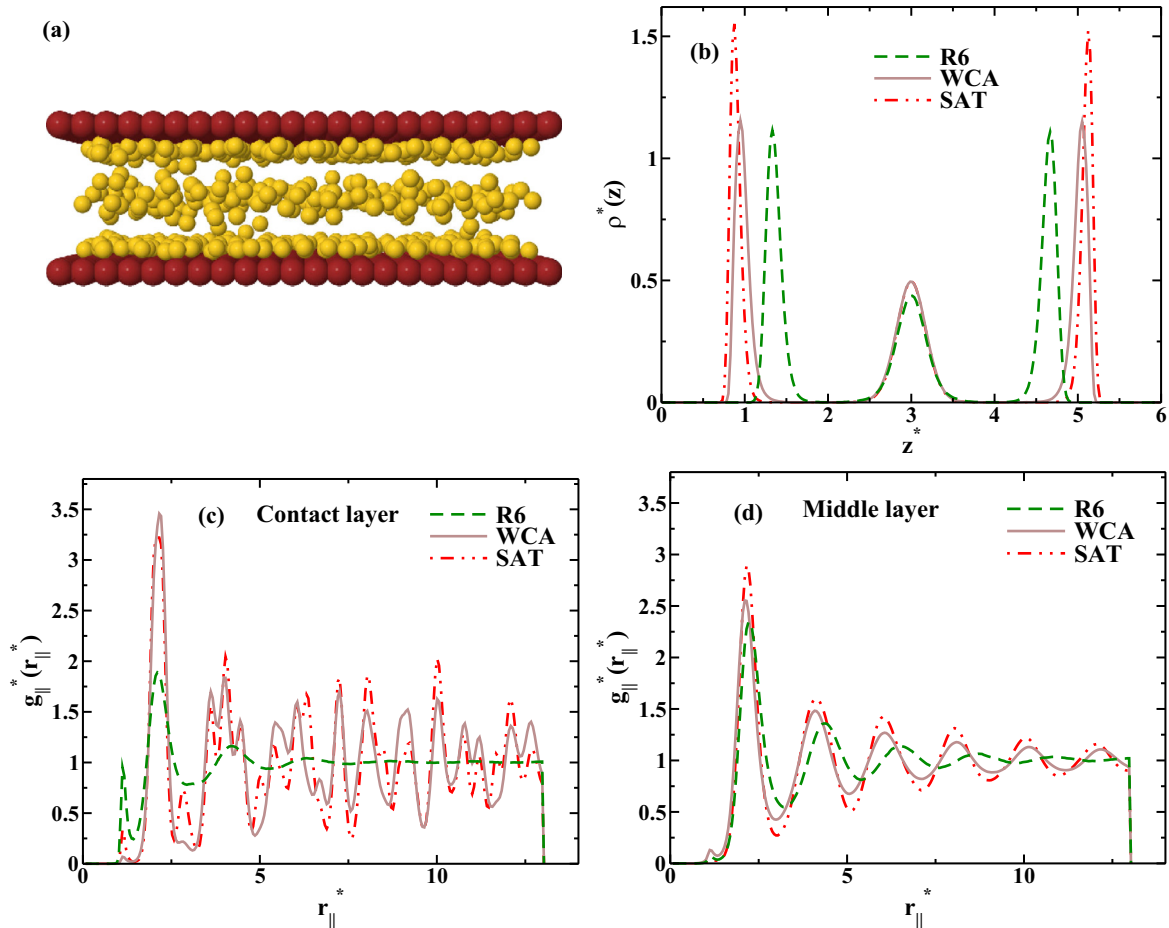 (a)
(b)
R6
WCA
SAT
ρ*(z)
1.5
1
0.5
0
0 1 2 3 4 5 6
z*
(c) Contact layer
R6
WCA
SAT
g||*(r||*)
3.5
3
2.5
2
1.5
1
0.5
0
0 5 10
r||*
(d) Middle layer
R6
WCA
SAT
g||*(r||*)
3.5
3
2.5
2
1.5
1
0.5
0
0 5 10
r||*